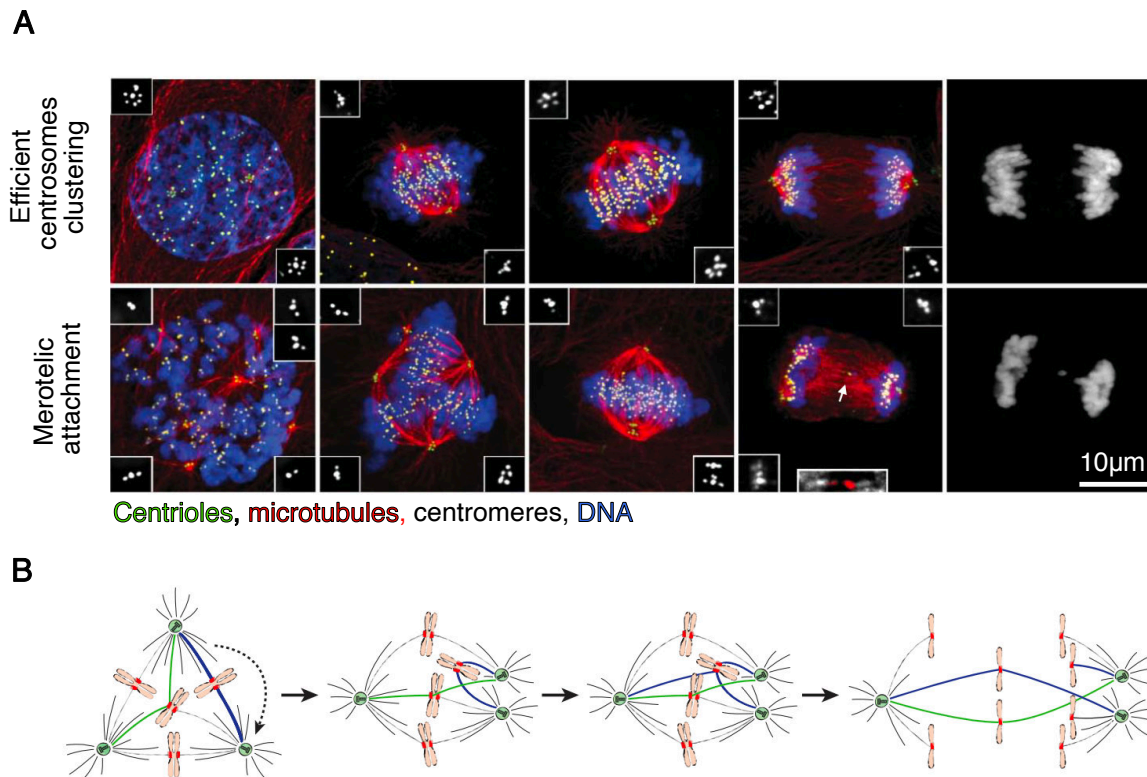 A
Efficient
centrosomes
clustering
Merotelic
attachment
10µm
Centrioles, microtubules, centromeres, DNA
B